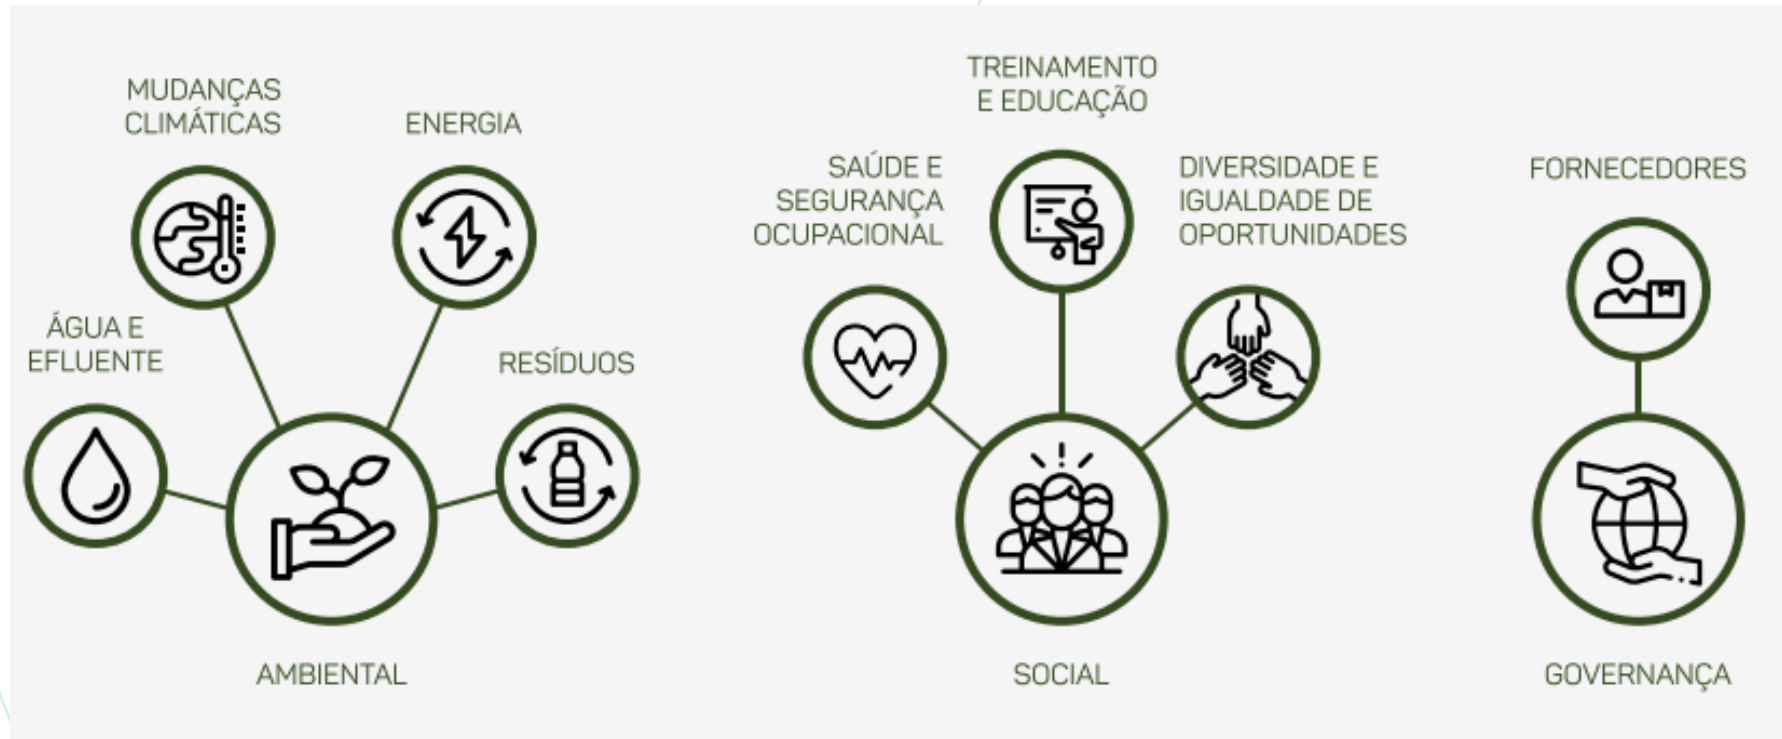 MUDANÇAS
CLIMÁTICAS
ENERGIA
ÁGUA E
EFLUENTE
RESÍDUOS
AMBIENTAL
TREINAMENTO
E EDUCAÇÃO
SAÚDE E
SEGURANÇA
OCUPACIONAL
DIVERSIDADE E
IGUALDADE DE
OPORTUNIDADES
SOCIAL
FORNECEDORES
GOVERNANÇA